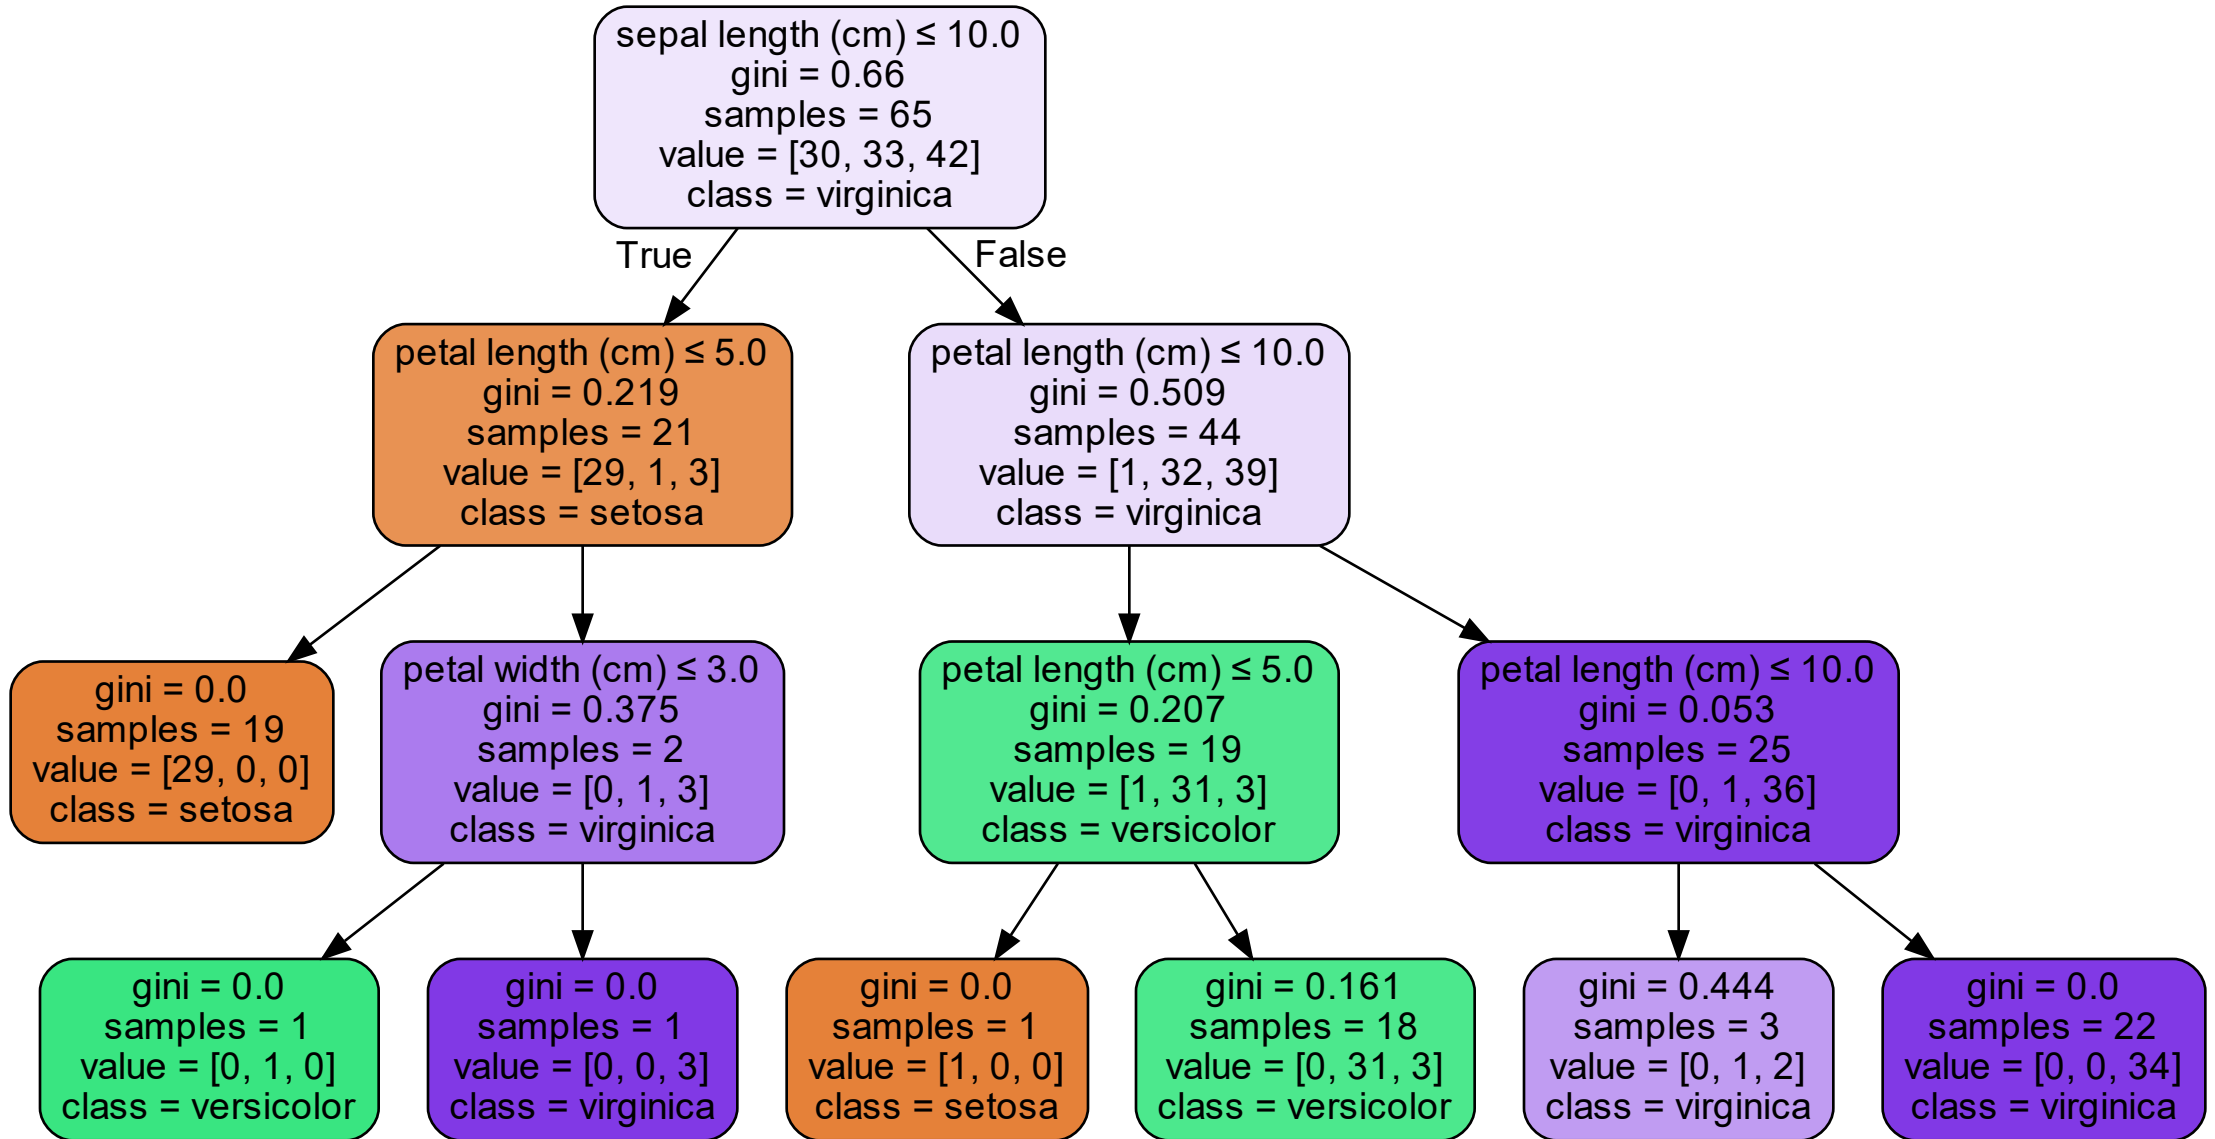 sepal length (cm) ≤ 10.0
gini = 0.66
samples = 65
value = [30, 33, 42]
class = virginica
True
False
petal length (cm) ≤ 5.0
gini = 0.219
samples = 21
value = [29, 1, 3]
class = setosa
petal length (cm) ≤ 10.0
gini = 0.509
samples = 44
value = [1, 32, 39]
class = virginica
gini = 0.0
samples = 19
value = [29, 0, 0]
class = setosa
petal width (cm) ≤ 3.0
gini = 0.375
samples = 2
value = [0, 1, 3]
class = virginica
petal length (cm) ≤ 5.0
gini = 0.207
samples = 19
value = [1, 31, 3]
class = versicolor
petal length (cm) ≤ 10.0
gini = 0.053
samples = 25
value = [0, 1, 36]
class = virginica
gini = 0.0
samples = 1
value = [0, 1, 0]
class = versicolor
gini = 0.0
samples = 1
value = [0, 0, 3]
class = virginica
gini = 0.0
samples = 1
value = [1, 0, 0]
class = setosa
gini = 0.161
samples = 18
value = [0, 31, 3]
class = versicolor
gini = 0.444
samples = 3
value = [0, 1, 2]
class = virginica
gini = 0.0
samples = 22
value = [0, 0, 34]
class = virginica